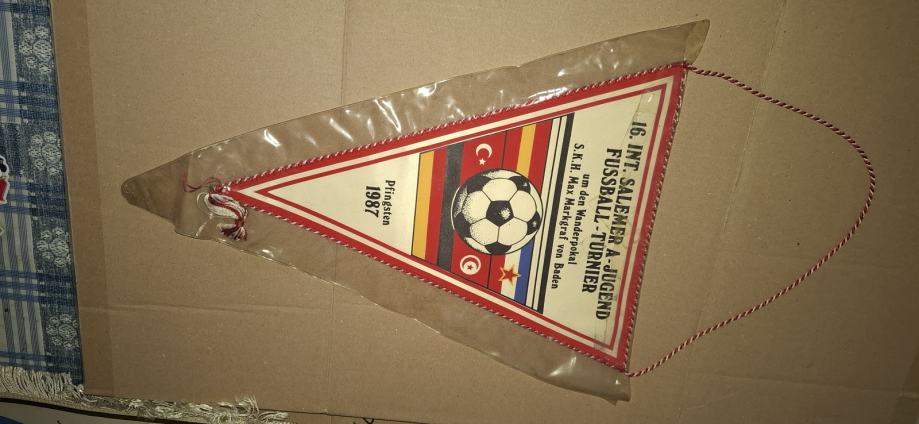 16. INT. SALEMER A-JUGEND
FUSSBALL-TURNIER
um den Wanderpokal
S.K.H. Max Markgraf von Baden
Pfingsten
1987